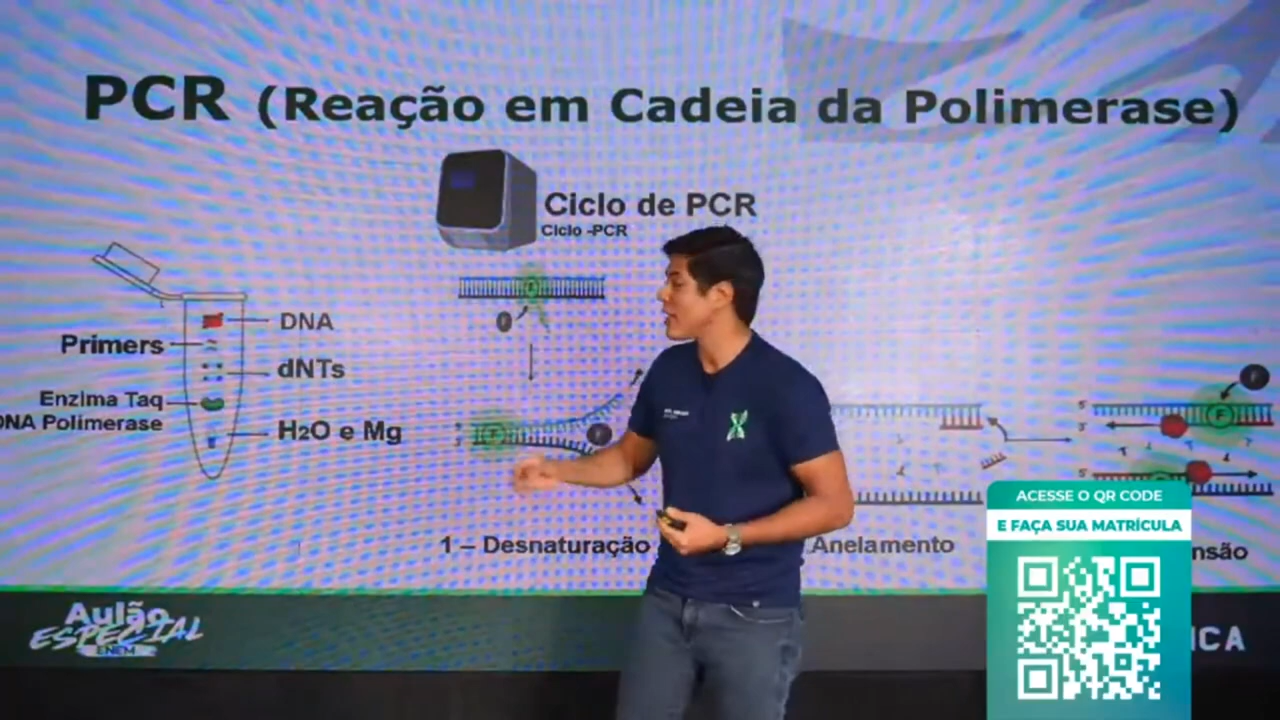 PCR (Reação em Cadeia da Polimerase)
Ciclo de PCR
Ciclo -PCR
DNA
Primers
dNTs
Enzima Taq
DNA Polimerase
H2O e Mg
1 – Desnaturação
Anelamento
nsão
ACESSE O QR CODE
E FAÇA SUA MATRÍCULA
Aulão
ESPECIAL
ENEM
ICA